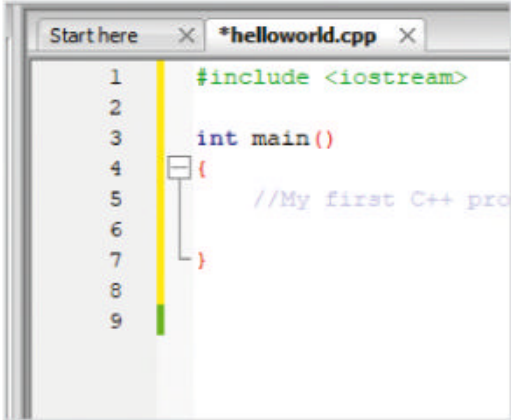 Start here *helloworld.cpp
1 #include <iostream>
2
3 int main()
4 {
5 //My first C++ pro
6
7 }
8
9